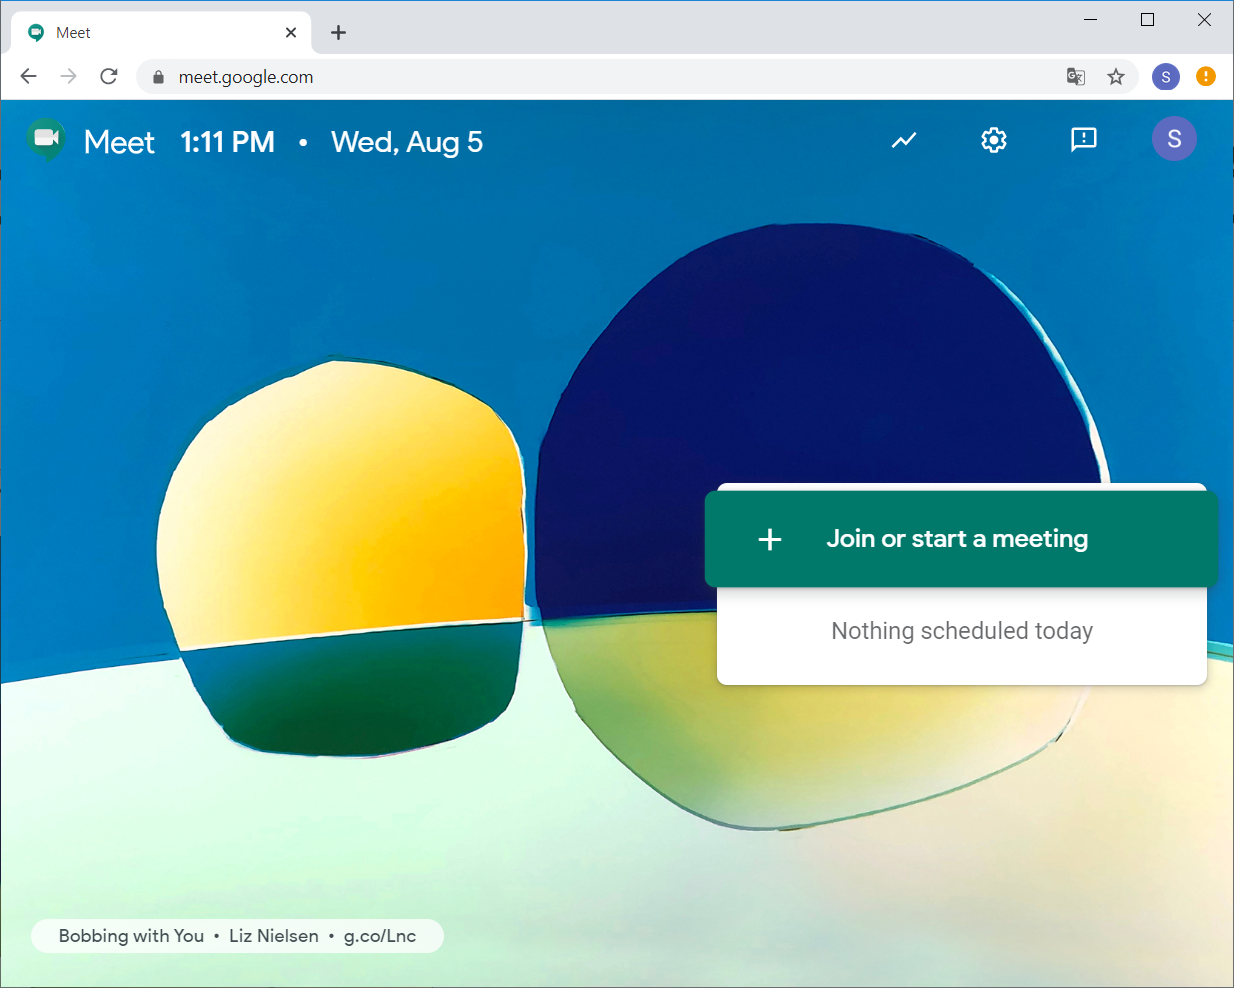 Meet
meet.google.com
S
Meet 1:11 PM • Wed, Aug 5
S
Join or start a meeting
Nothing scheduled today
Bobbing with You • Liz Nielsen • g.co/Lnc